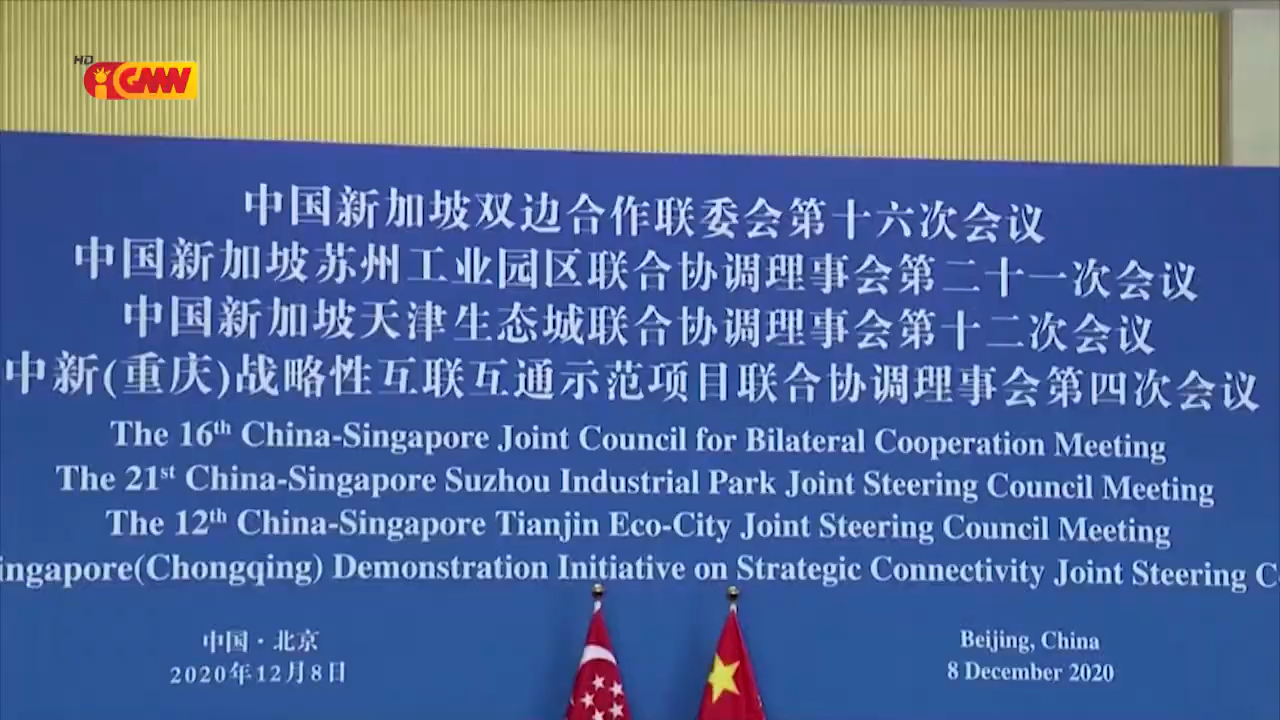 HD
iGMW
中国新加坡双边合作联委会第十六次会议
中国新加坡苏州工业园区联合协调理事会第二十一次会议
中国新加坡天津生态城联合协调理事会第十二次会议
中新(重庆)战略性互联互通示范项目联合协调理事会第四次会议
The 16th China-Singapore Joint Council for Bilateral Cooperation Meeting
The 21st China-Singapore Suzhou Industrial Park Joint Steering Council Meeting
The 12th China-Singapore Tianjin Eco-City Joint Steering Council Meeting
ingapore(Chongqing) Demonstration Initiative on Strategic Connectivity Joint Steering C
中国·北京
2020年12月8日
Beijing, China
8 December 2020